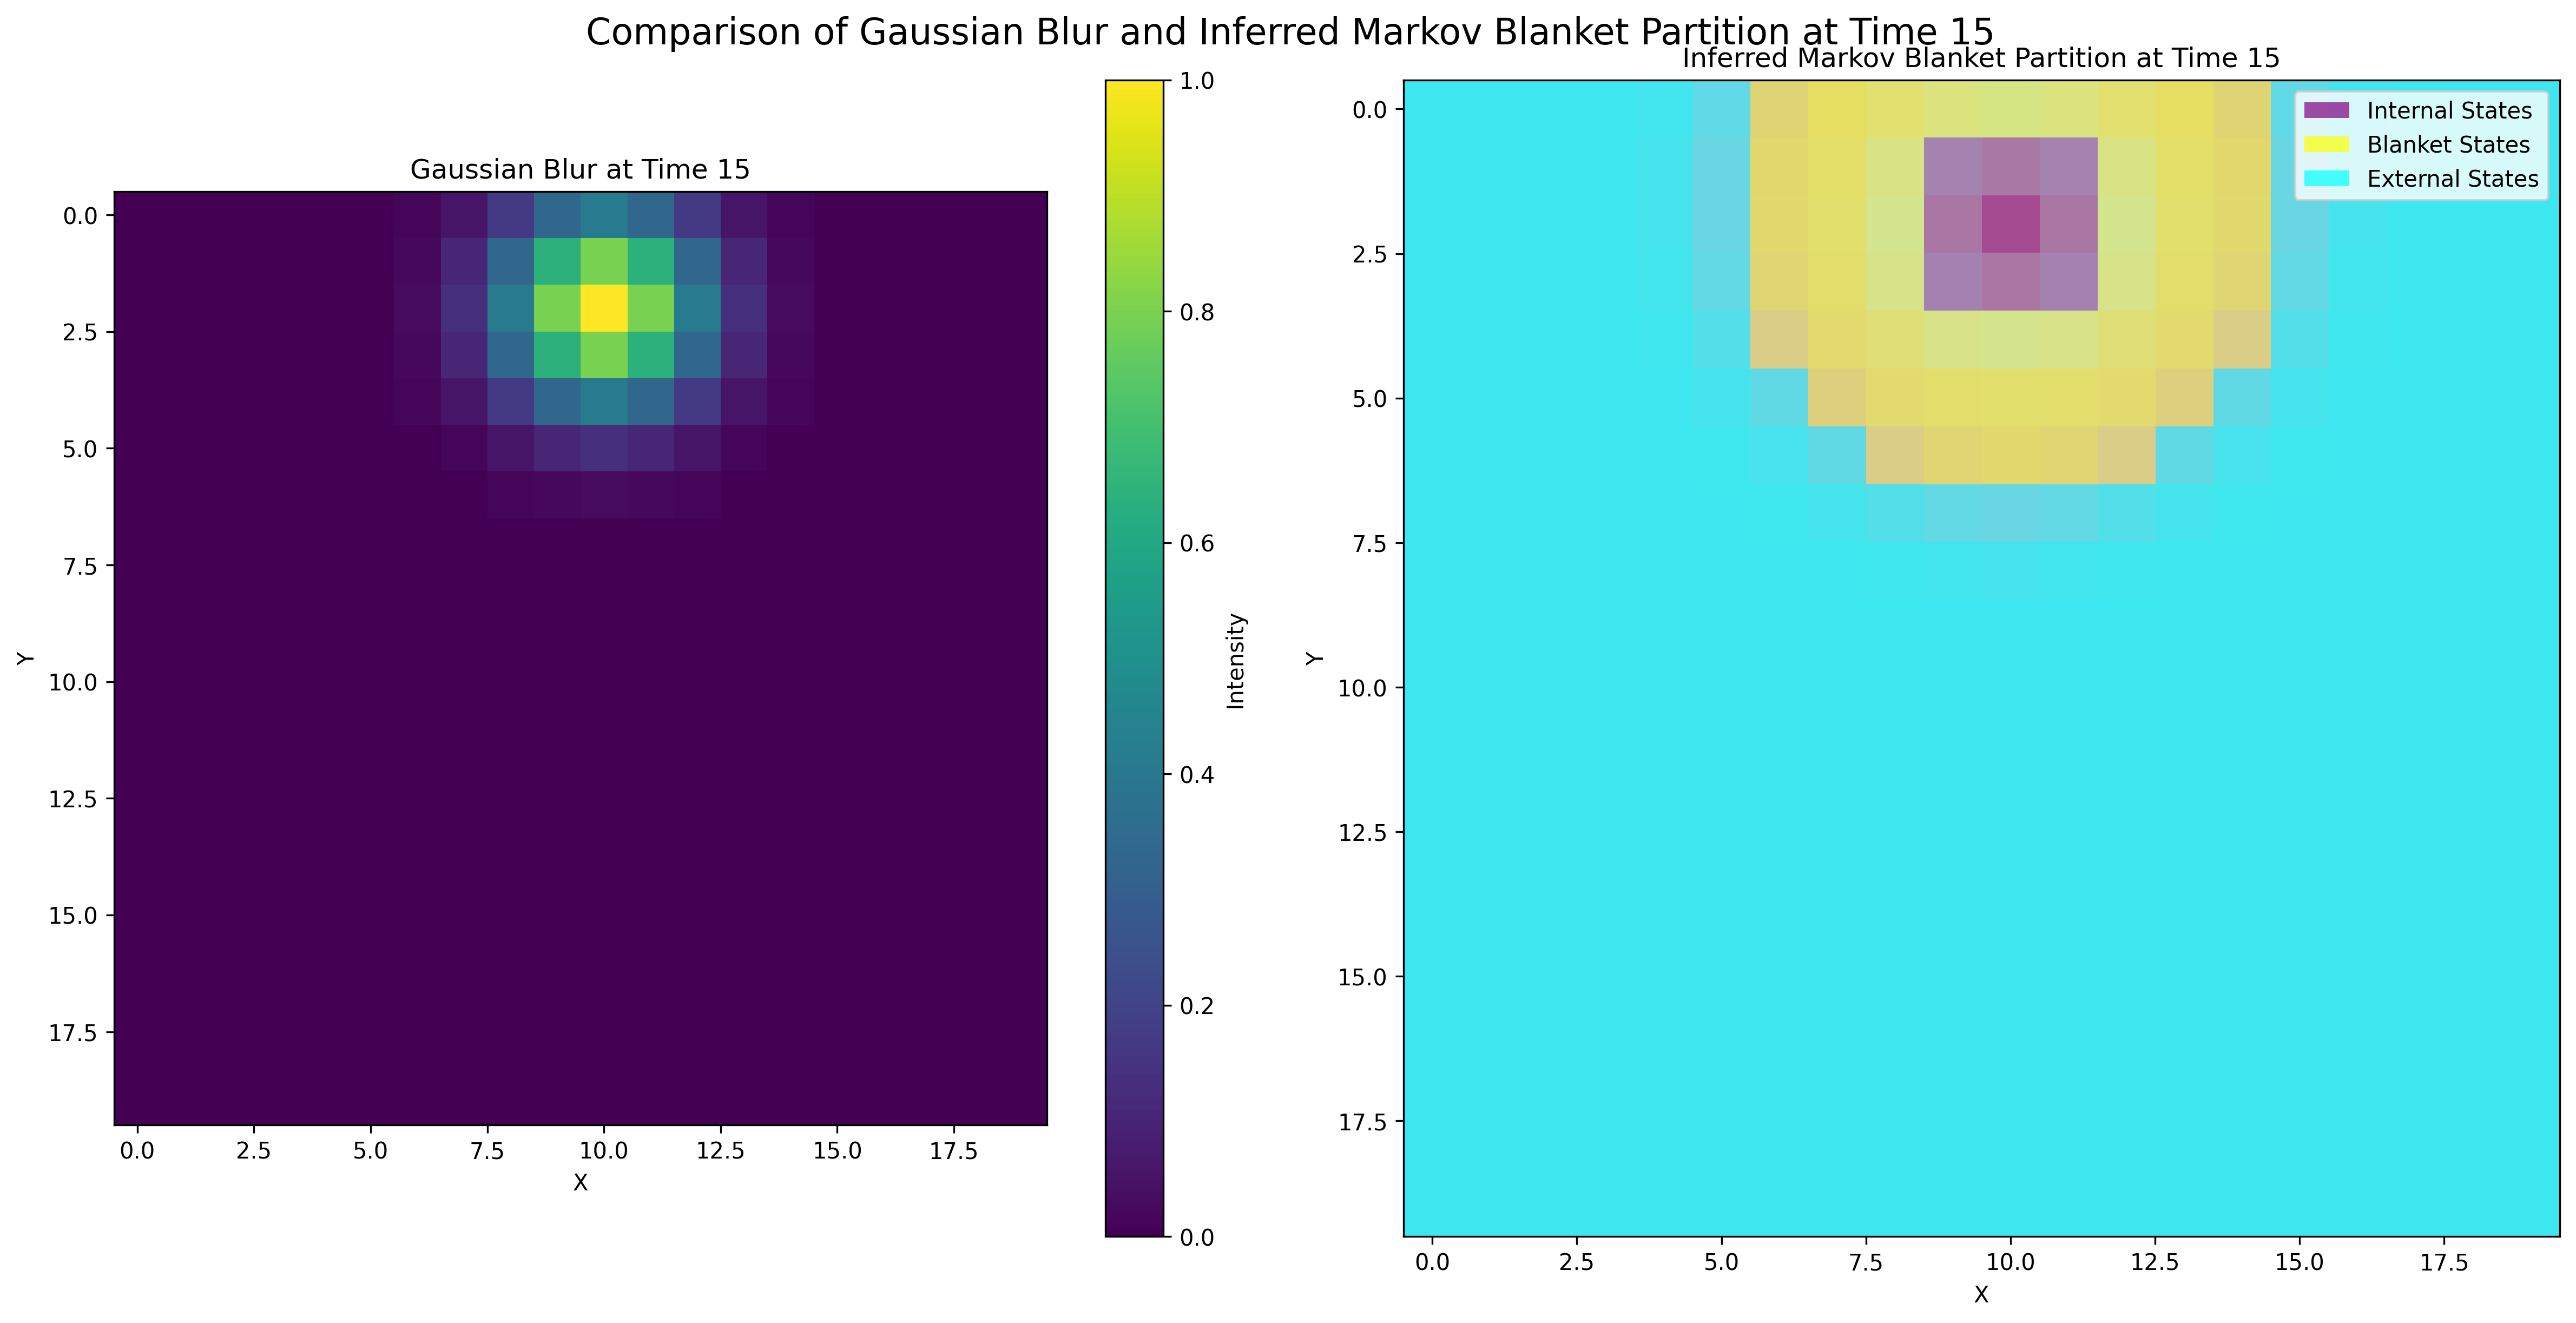 Comparison of Gaussian Blur and Inferred Markov Blanket Partition at Time 15
Gaussian Blur at Time 15
0.0
2.5
5.0
7.5
10.0
12.5
15.0
17.5
Y
0.0 2.5 5.0 7.5 10.0 12.5 15.0 17.5
X
1.0
0.8
0.6
0.4
0.2
0.0
Intensity
Inferred Markov Blanket Partition at Time 15
Internal States
Blanket States
External States
0.0
2.5
5.0
7.5
10.0
12.5
15.0
17.5
Y
0.0 2.5 5.0 7.5 10.0 12.5 15.0 17.5
X